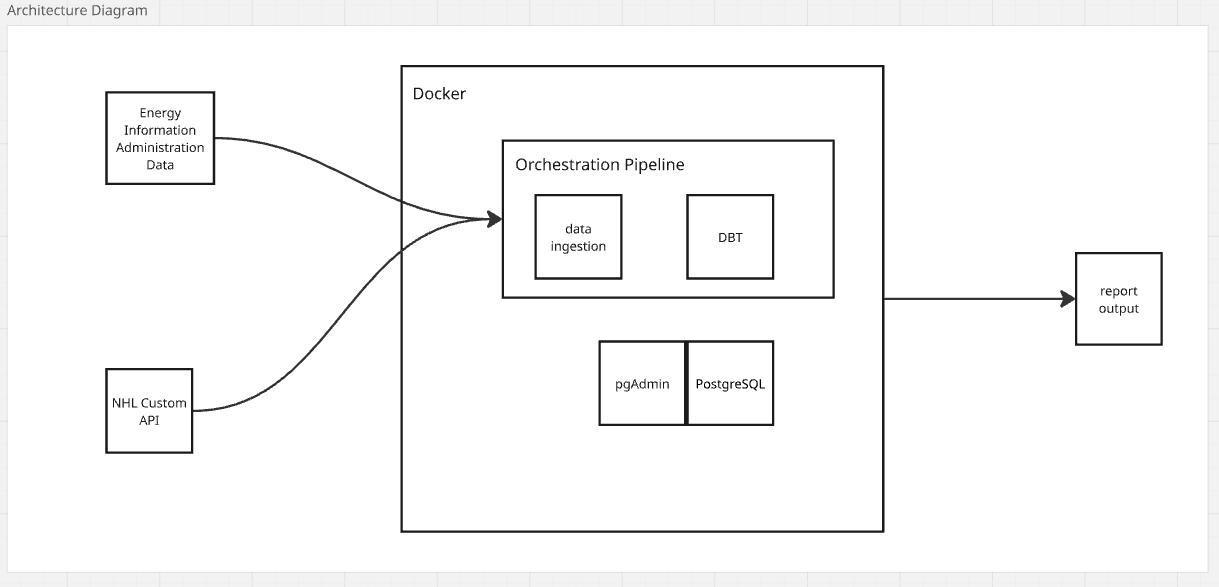 Architecture Diagram
Energy
Information
Administration
Data
NHL Custom
API
Docker
Orchestration Pipeline
data
ingestion
DBT
pgAdmin
PostgreSQL
report
output